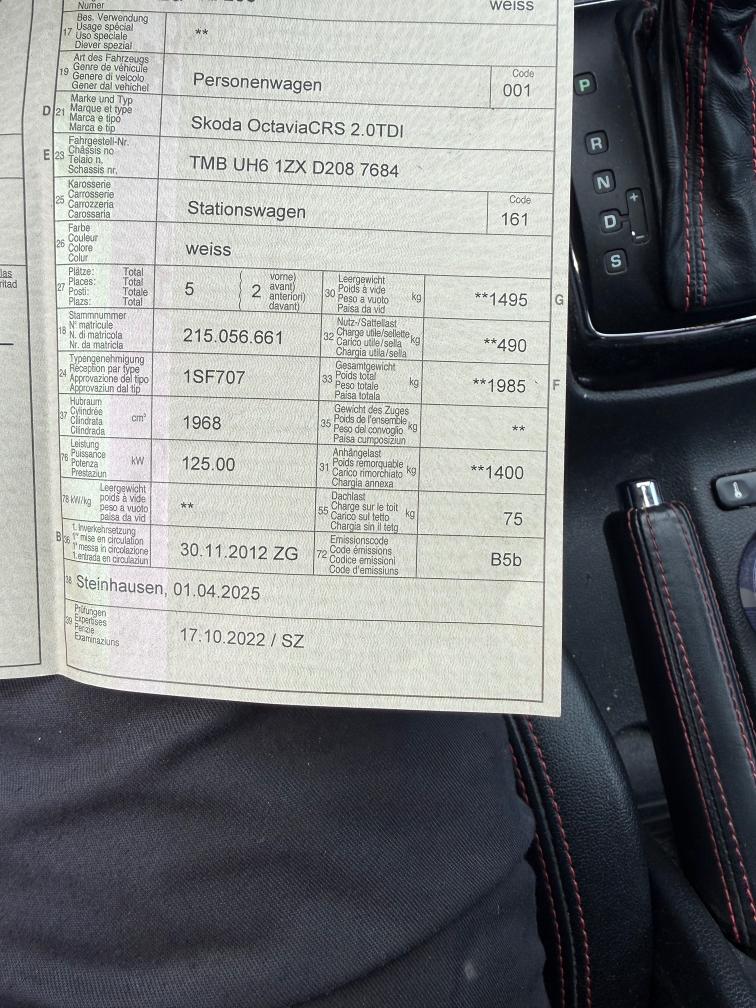 Numer
weiss
17
Bes. Verwendung
Usage spécial
Uso speciale
Diever spezial
**
19
Art des Fahrzeugs
Genre de véhicule
Genere di veicolo
Gener dal vehichel
Personenwagen
Code
001
D 21
Marke und Typ
Marque et type
Marca e tipo
Marca e tip
Skoda OctaviaCRS 2.0TDI
E 23
Fahrgestell-Nr.
Châssis no
Telaio n.
Schassis nr.
TMB UH6 1ZX D208 7684
25
Karosserie
Carrosserie
Carrozzeria
Carossaria
Stationswagen
Code
161
26
Farbe
Couleur
Colore
Colur
weiss
27
Plätze: Total
Places: Total
Posti: Totale
Plazs: Total
5
2
vorne)
avant)
anteriori)
davant)
30
Leergewicht
Poids à vide
Peso a vuoto
Paisa da vid
kg
**1495
G
18
Stammnummer
N° matricule
N. di matricola
Nr. da matricla
215.056.661
32
Nutz-/Sattellast
Charge utile/sellette
Carico utile/sella
Chargia utila/sella
kg
**490
24
Typengenehmigung
Réception par type
Approvazione del tipo
Approvaziun dal tip
1SF707
33
Gesamtgewicht
Poids total
Peso totale
Paisa totala
kg
**1985
F
37
Hubraum
Cylindrée
Cilindrata
Cilindrada
cm³
1968
35
Gewicht des Zuges
Poids de l'ensemble
Peso del convoglio
Paisa cumposiziun
kg
**
76
Leistung
Puissance
Potenza
Prestaziun
kW
125.00
31
Anhängelast
Poids remorquable
Carico rimorchiato
Chargia annexa
kg
**1400
78 kW/kg
Leergewicht
poids à vide
peso a vuoto
paisa da vid
**
55
Dachlast
Charge sur le toit
Carico sul tetto
Chargia sin il tetg
kg
75
B 36
1. Inverkehrsetzung
1re mise en circulation
1a messa in circolazione
1. entrada en circulaziun
30.11.2012 ZG
72
Emissionscode
Code émissions
Codice emissioni
Code d'emissiuns
B5b
38 Steinhausen, 01.04.2025
39
Prüfungen
Expertises
Perizie
Examinaziuns
17.10.2022 / SZ
P
R
N
D
+
-
S